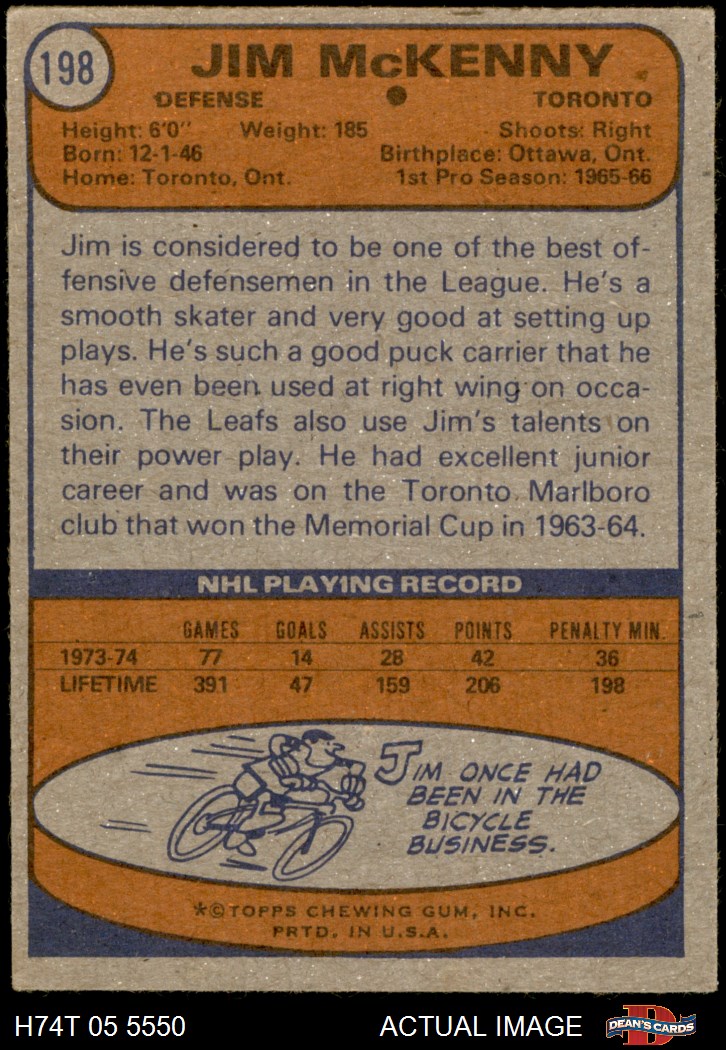 198
JIM McKENNY
DEFENSE ● TORONTO
Height: 6'0" Weight: 185 Shoots: Right
Born: 12-1-46 Birthplace: Ottawa, Ont.
Home: Toronto, Ont. 1st Pro Season: 1965-66
Jim is considered to be one of the best of-
fensive defensemen in the League. He's a
smooth skater and very good at setting up
plays. He's such a good puck carrier that he
has even been used at right wing on occa-
sion. The Leafs also use Jim's talents on
their power play. He had excellent junior
career and was on the Toronto Marlboro
club that won the Memorial Cup in 1963-64.
NHL PLAYING RECORD
GAMES GOALS ASSISTS POINTS PENALTY MIN.
1973-74 77 14 28 42 36
LIFETIME 391 47 159 206 198
JIM ONCE HAD
BEEN IN THE
BICYCLE
BUSINESS.
*©TOPPS CHEWING GUM, INC.
PRTD. IN U.S.A.
H74T 05 5550 ACTUAL IMAGE D DEAN'S CARDS